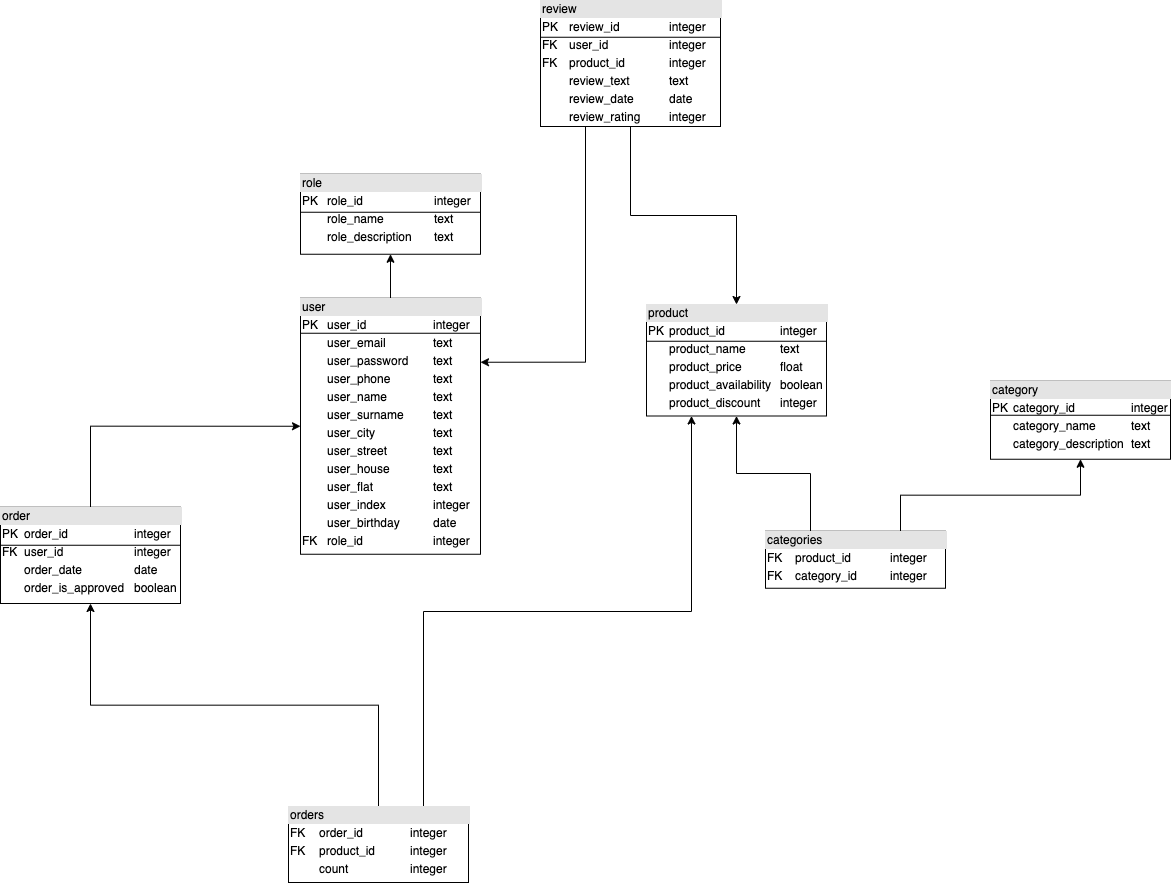 review
PK review_id integer
FK user_id integer
FK product_id integer
review_text text
review_date date
review_rating integer
role
PK role_id integer
role_name text
role_description text
user
PK user_id integer
user_email text
user_password text
user_phone text
user_name text
user_surname text
user_city text
user_street text
user_house text
user_flat text
user_index integer
user_birthday date
FK role_id integer
product
PK product_id integer
product_name text
product_price float
product_availability boolean
product_discount integer
category
PK category_id integer
category_name text
category_description text
order
PK order_id integer
FK user_id integer
order_date date
order_is_approved boolean
categories
FK product_id integer
FK category_id integer
orders
FK order_id integer
FK product_id integer
count integer